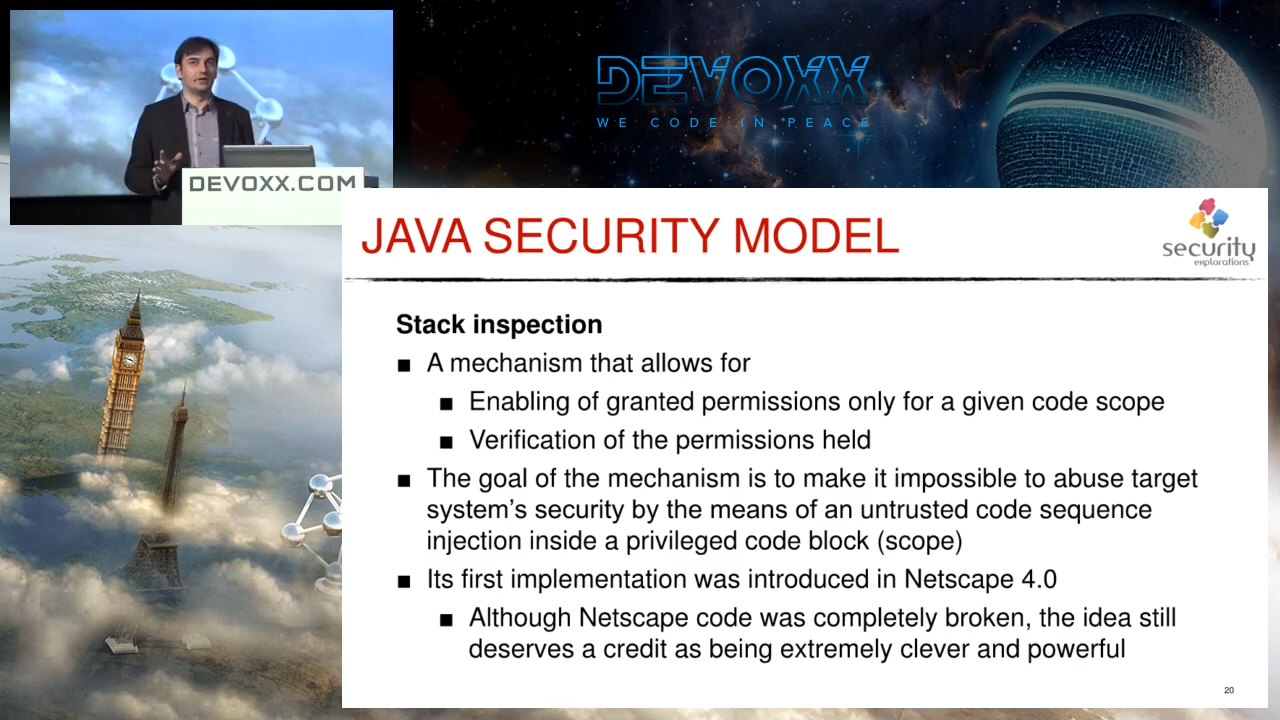 DEVOXX
WE CODE IN PEACE
DEVOXX.COM
JAVA SECURITY MODEL
security
explorations
Stack inspection
■ A mechanism that allows for
■ Enabling of granted permissions only for a given code scope
■ Verification of the permissions held
■ The goal of the mechanism is to make it impossible to abuse target
system's security by the means of an untrusted code sequence
injection inside a privileged code block (scope)
■ Its first implementation was introduced in Netscape 4.0
■ Although Netscape code was completely broken, the idea still
deserves a credit as being extremely clever and powerful
20